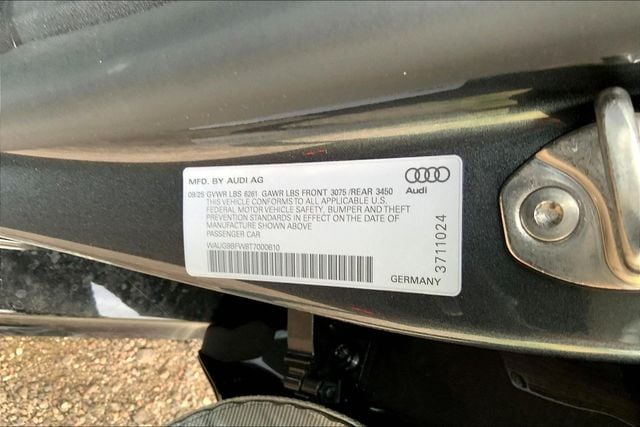 MFD. BY AUDI AG
09/25 GVWR LBS 6261 GAWR LBS FRONT 3075 /REAR 3450
THIS VEHICLE CONFORMS TO ALL APPLICABLE U.S.
FEDERAL MOTOR VEHICLE SAFETY, BUMPER AND THEFT
PREVENTION STANDARDS IN EFFECT ON THE DATE OF
MANUFACTURE SHOWN ABOVE
PASSENGER CAR
Audi
3711024
GERMANY